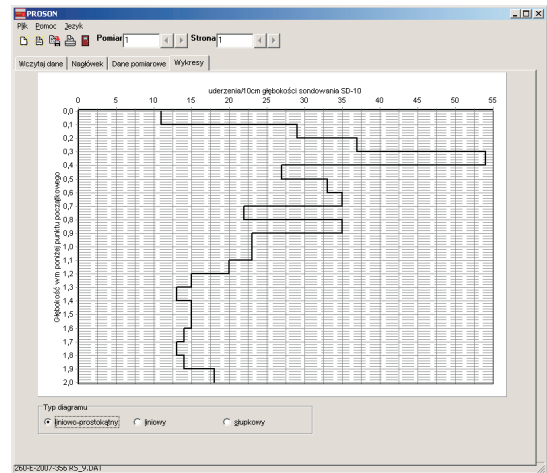 PROSON
Plik Pomoc Język
Pomiar 1 Strona 1
Wczytaj dane Nagłówek Dane pomiarowe Wykresy
uderzenia/10cm głębokości sondowania SD-10
0 5 10 15 20 25 30 35 40 45 50 55
Głębokość w m poniżej punktu początkowego
0,0
0,1
0,2
0,3
0,4
0,5
0,6
0,7
0,8
0,9
1,0
1,1
1,2
1,3
1,4
1,5
1,6
1,7
1,8
1,9
2,0
Typ diagramu
liniowo-prostokątny liniowy słupkowy
260-E-2007-356 RS_9.DAT